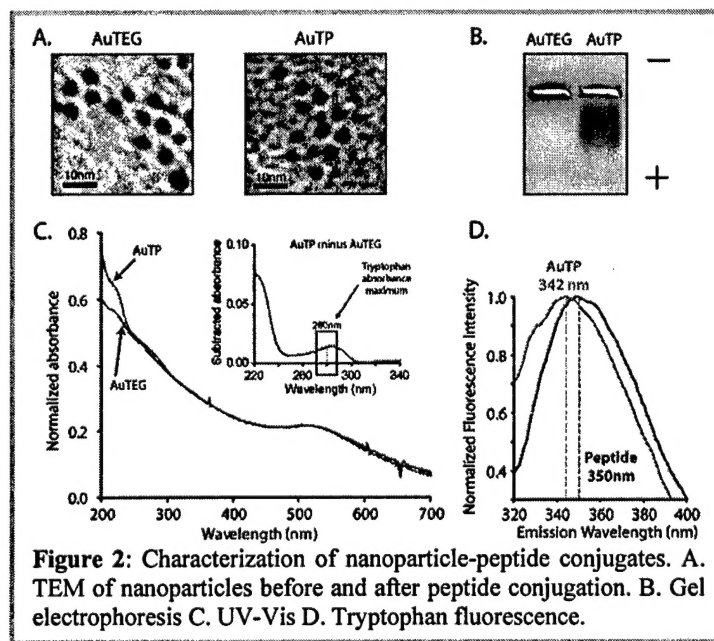 A. AuTEG
AuTP
B. AuTEG AuTP
−
+
10nm
10nm
C.
Normalized absorbance
0.8
0.6
0.4
0.2
0.0
200 300 400 500 600 700
Wavelength (nm)
AuTP
AuTEG
AuTP minus AuTEG
Subtracted absorbance
0.10
0.05
0.00
220 260 300 340
Wavelength (nm)
Tryptophan
absorbance
maximum
280nm
D.
AuTP
342 nm
Normalized Fluorescence Intensity
1.0
1.0
0.8
0.6
0.4
320 340 360 380 400
Emission Wavelength (nm)
Peptide
350nm
Figure 2: Characterization of nanoparticle-peptide conjugates. A.
TEM of nanoparticles before and after peptide conjugation. B. Gel
electrophoresis C. UV-Vis D. Tryptophan fluorescence.